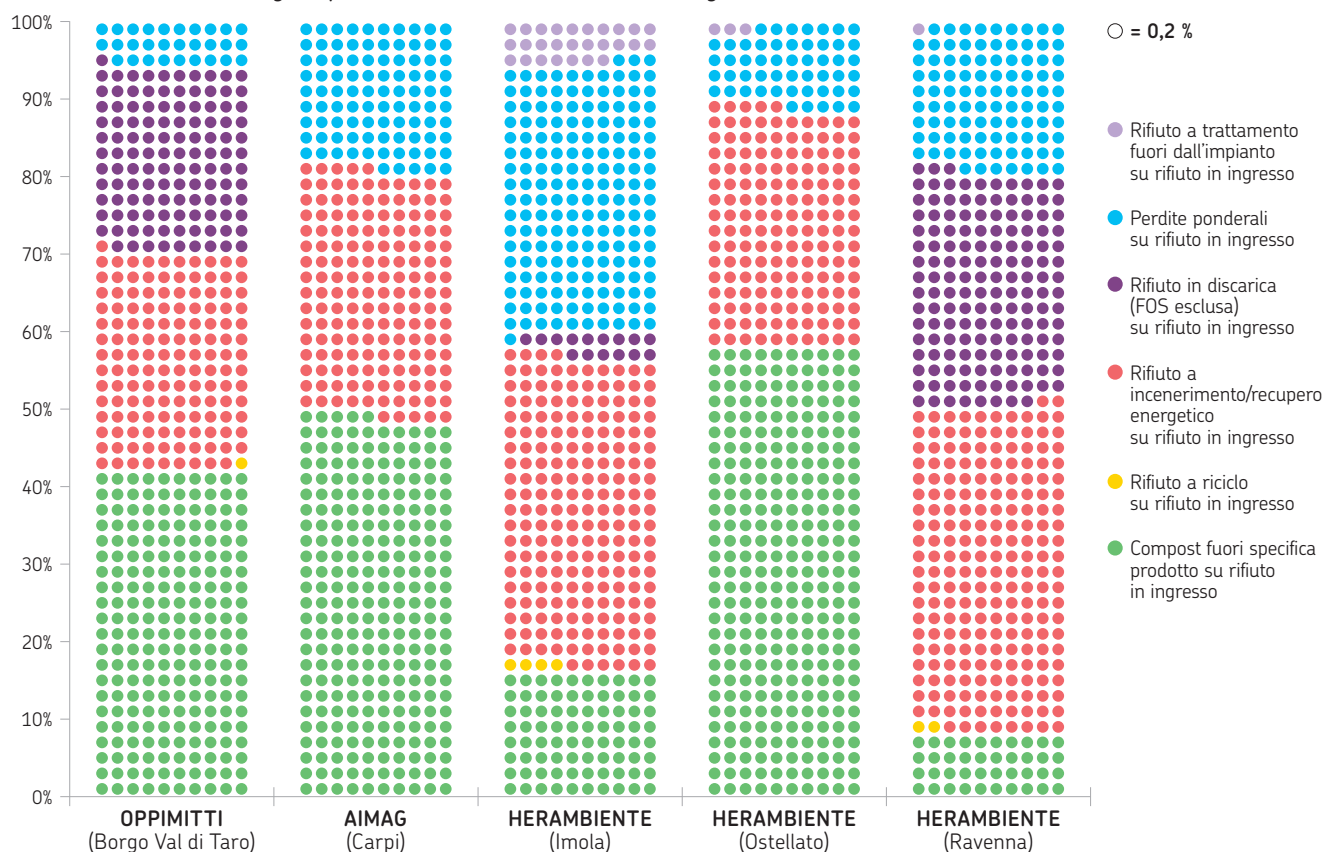 100%
90%
80%
70%
60%
50%
40%
30%
20%
10%
0%
OPPIMITTI
(Borgo Val di Taro)
AIMAG
(Carpi)
HERAMBIENTE
(Imola)
HERAMBIENTE
(Ostellato)
HERAMBIENTE
(Ravenna)
= 0,2 %
Rifiuto a trattamento
fuori dall'impianto
su rifiuto in ingresso
Perdite ponderali
su rifiuto in ingresso
Rifiuto in discarica
(FOS esclusa)
su rifiuto in ingresso
Rifiuto a
incenerimento/recupero
energetico
su rifiuto in ingresso
Rifiuto a riciclo
su rifiuto in ingresso
Compost fuori specifica
prodotto su rifiuto
in ingresso